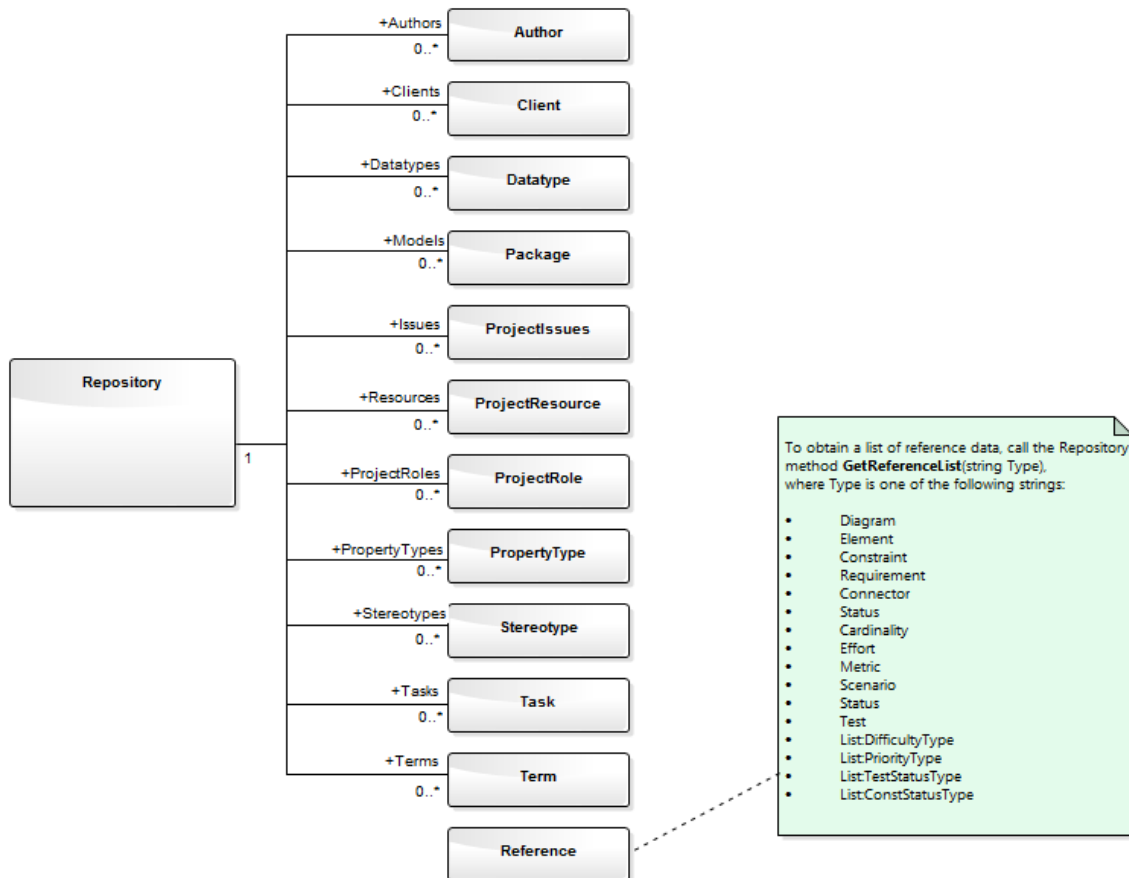 +Authors
0..*
Author
+Clients
0..*
Client
+Datatypes
0..*
Datatype
+Models
0..*
Package
+Issues
0..*
ProjectIssues
Repository
1
+Resources
0..*
ProjectResource
+ProjectRoles
0..*
ProjectRole
+PropertyTypes
0..*
PropertyType
+Stereotypes
0..*
Stereotype
+Tasks
0..*
Task
+Terms
0..*
Term
Reference
To obtain a list of reference data, call the Repository
method GetReferenceList(string Type),
where Type is one of the following strings:
• Diagram
• Element
• Constraint
• Requirement
• Connector
• Status
• Cardinality
• Effort
• Metric
• Scenario
• Status
• Test
• List:DifficultyType
• List:PriorityType
• List:TestStatusType
• List:ConstStatusType